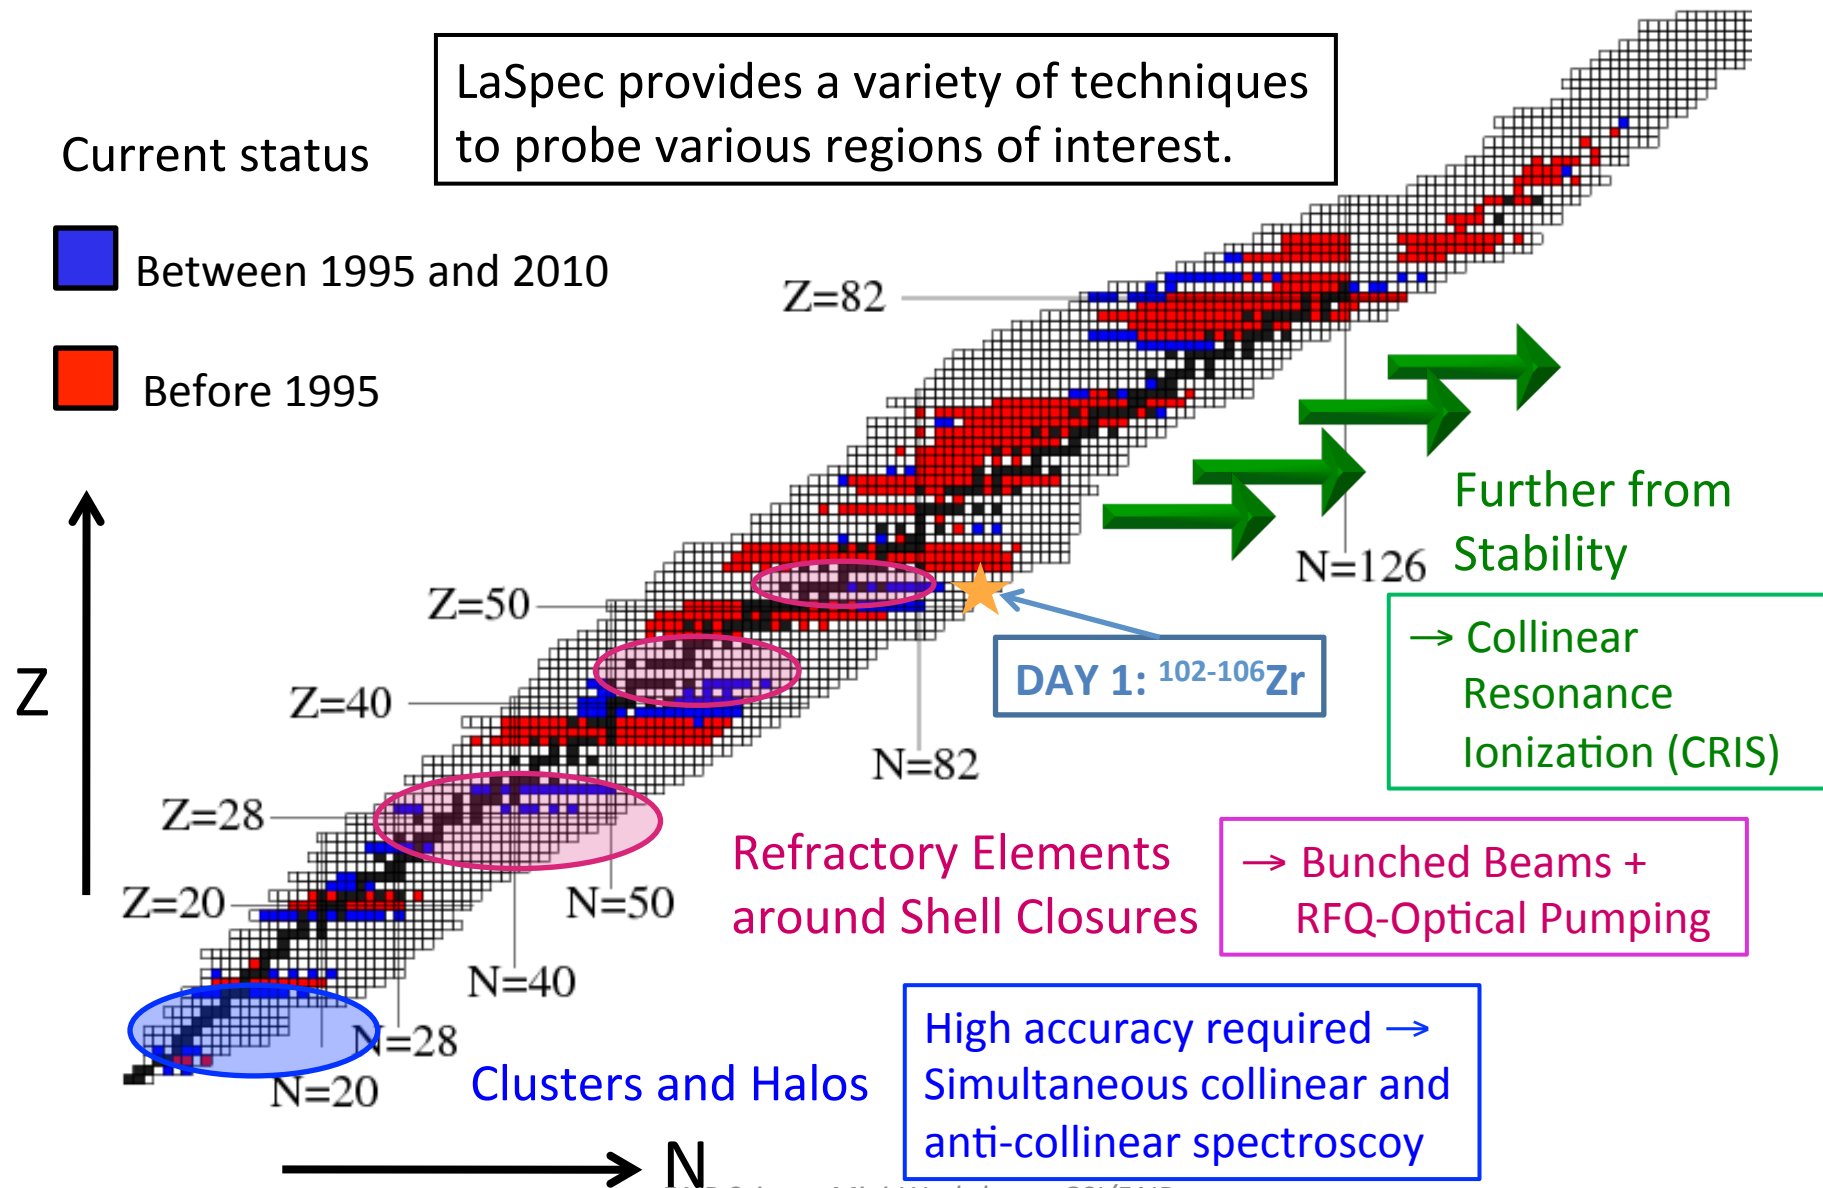 LaSpec provides a variety of techniques
to probe various regions of interest.
Current status
Between 1995 and 2010
Before 1995
Z=82
Z=50
Z=40
Z=28
Z=20
Z
N=126
N=82
N=50
N=40
N=28
N=20
N
Further from
Stability
→ Collinear
Resonance
Ionization (CRIS)
DAY 1: 102-106Zr
Refractory Elements
around Shell Closures
→ Bunched Beams +
RFQ-Optical Pumping
Clusters and Halos
High accuracy required →
Simultaneous collinear and
anti-collinear spectroscoy